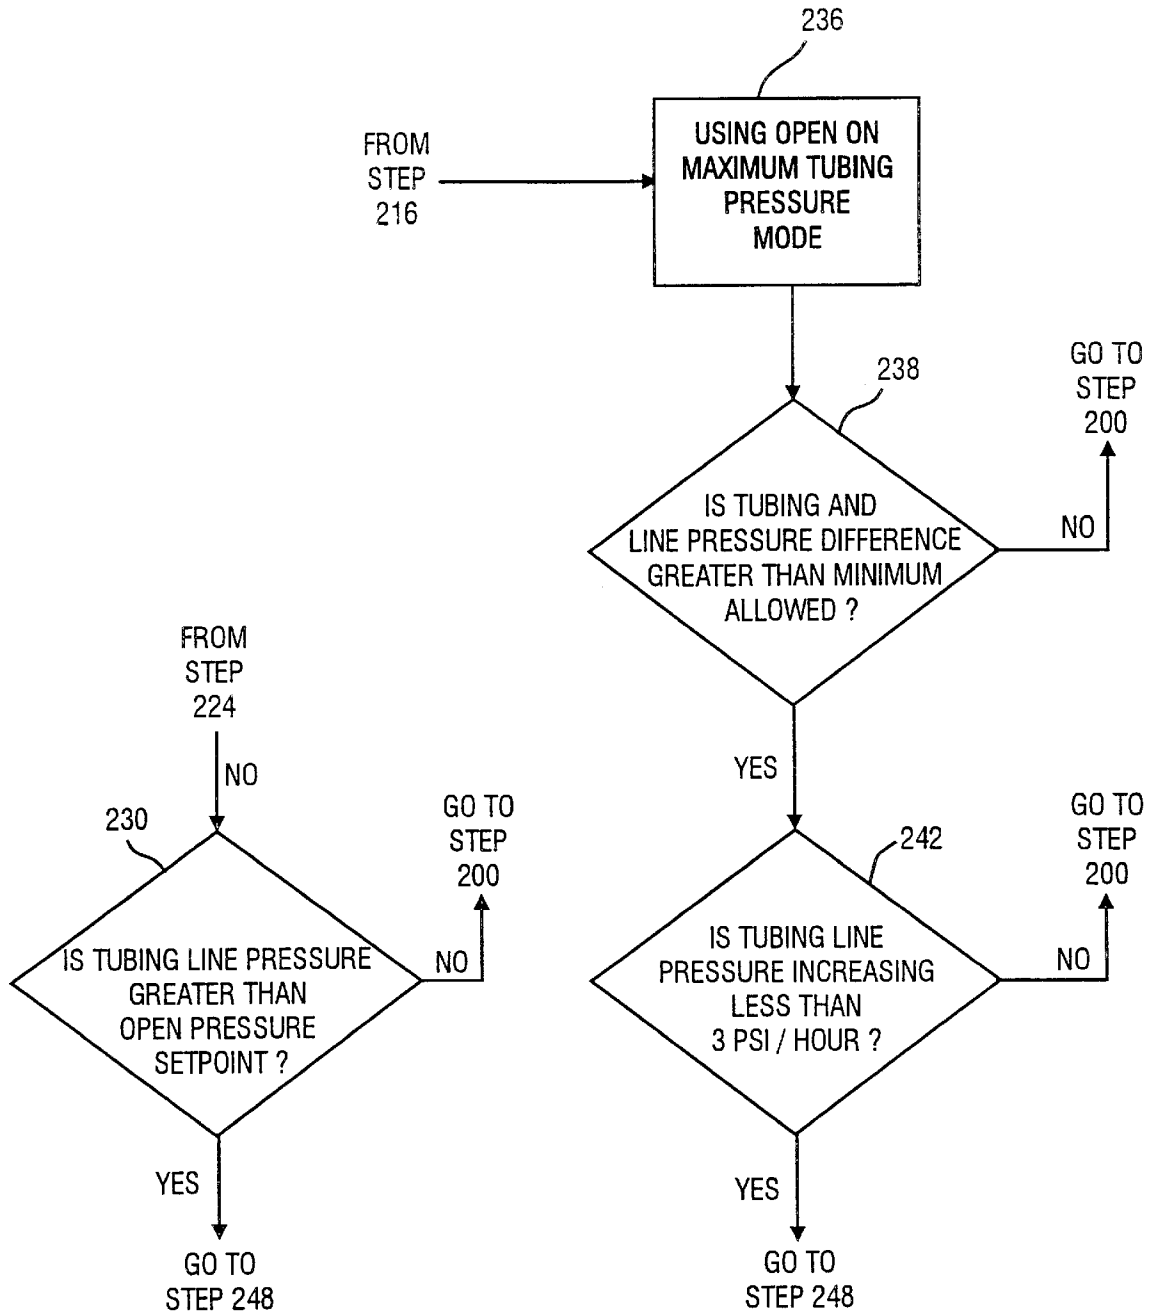 236
FROM
STEP
216
USING OPEN ON
MAXIMUM TUBING
PRESSURE
MODE
238
GO TO
STEP
200
IS TUBING AND
LINE PRESSURE DIFFERENCE
GREATER THAN MINIMUM
ALLOWED ?
NO
YES
FROM
STEP
224
NO
230
GO TO
STEP
200
IS TUBING LINE PRESSURE
GREATER THAN
OPEN PRESSURE
SETPOINT ?
NO
YES
GO TO
STEP 248
242
GO TO
STEP
200
IS TUBING LINE
PRESSURE INCREASING
LESS THAN
3 PSI / HOUR ?
NO
YES
GO TO
STEP 248